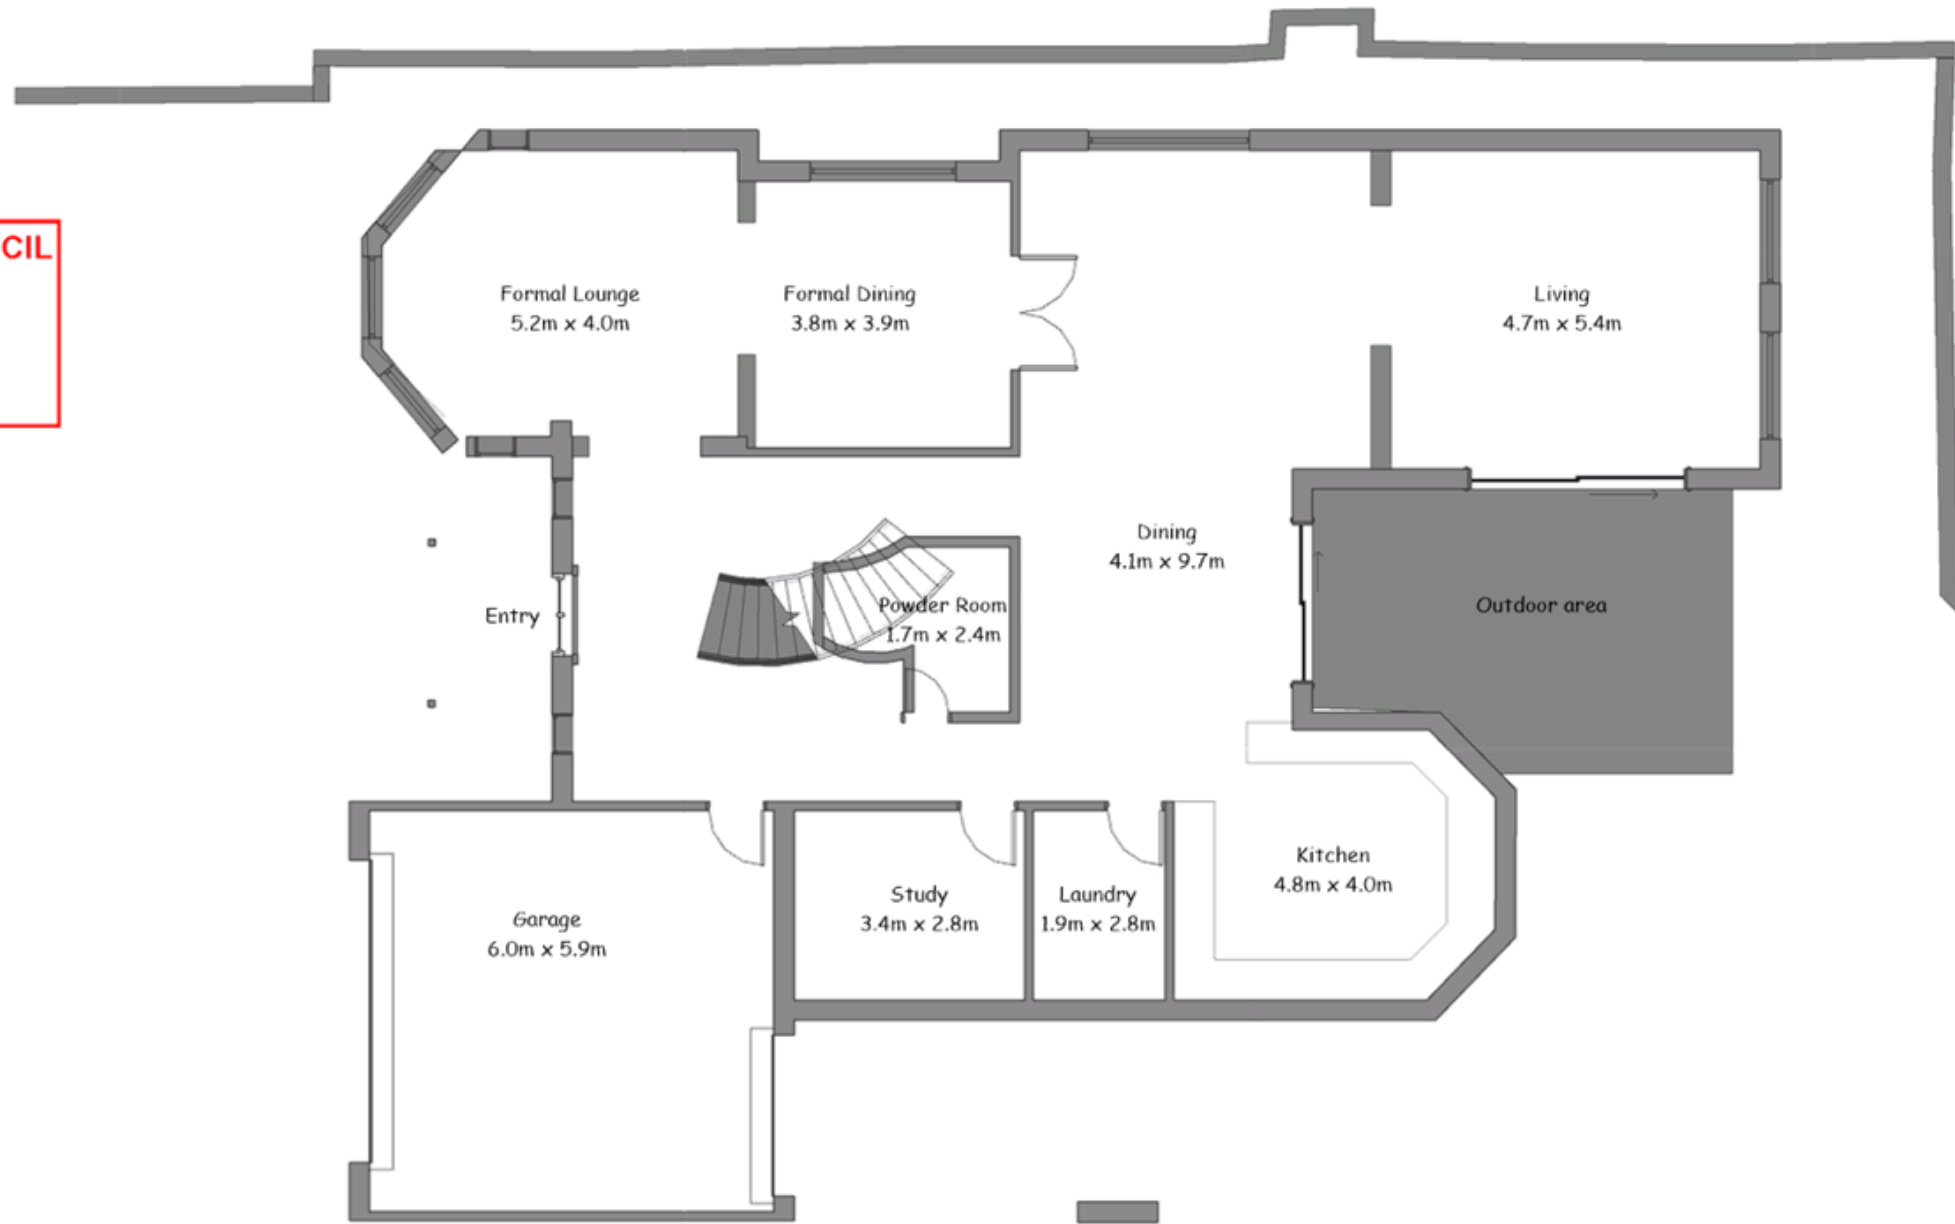 CIL
Formal Lounge
5.2m x 4.0m
Formal Dining
3.8m x 3.9m
Living
4.7m x 5.4m
Dining
4.1m x 9.7m
Entry
Powder Room
1.7m x 2.4m
Outdoor area
Kitchen
4.8m x 4.0m
Study
3.4m x 2.8m
Laundry
1.9m x 2.8m
Garage
6.0m x 5.9m